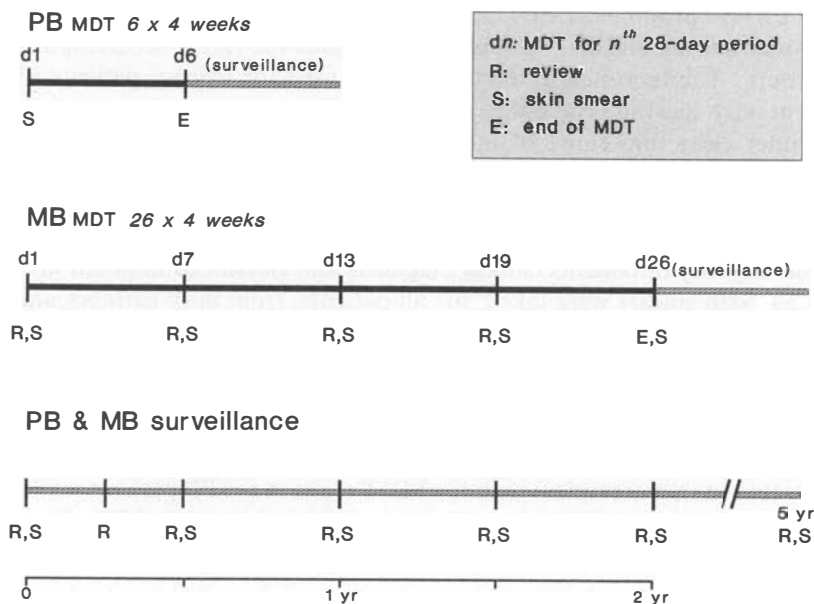 PB MDT 6 x 4 weeks
d1 d6 (surveillance)
S E
dn: MDT for nth 28-day period
R: review
S: skin smear
E: end of MDT
MB MDT 26 x 4 weeks
d1 d7 d13 d19 d26 (surveillance)
R,S R,S R,S R,S E,S
PB & MB surveillance
5 yr
R,S R R,S R,S R,S R,S R,S
0 1 yr 2 yr